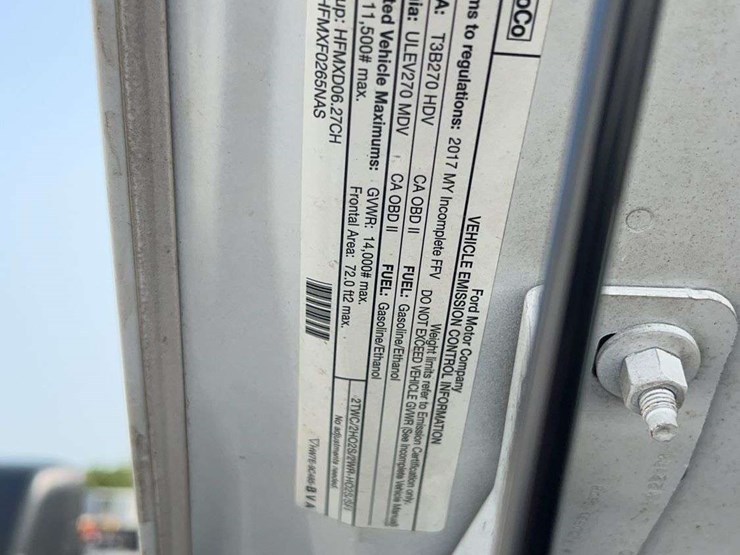 oCo
Ford Motor Company
VEHICLE EMISSION CONTROL INFORMATION
ms to regulations: 2017 MY Incomplete FFV
Weight limits refer to Emission Certification only.
DO NOT EXCEED VEHICLE GVWR (See Incomplete Vehicle Manual)
A: T3B270 HDV CA OBD II FUEL: Gasoline/Ethanol
ia: ULEV270 MDV CA OBD II FUEL: Gasoline/Ethanol
ted Vehicle Maximums: GVWR: 14,000# max.
11,500# max. Frontal Area: 72.0 ft2 max.
up: HFMXD06.27CH
HFMXF0265NAS
No adjustments needed.